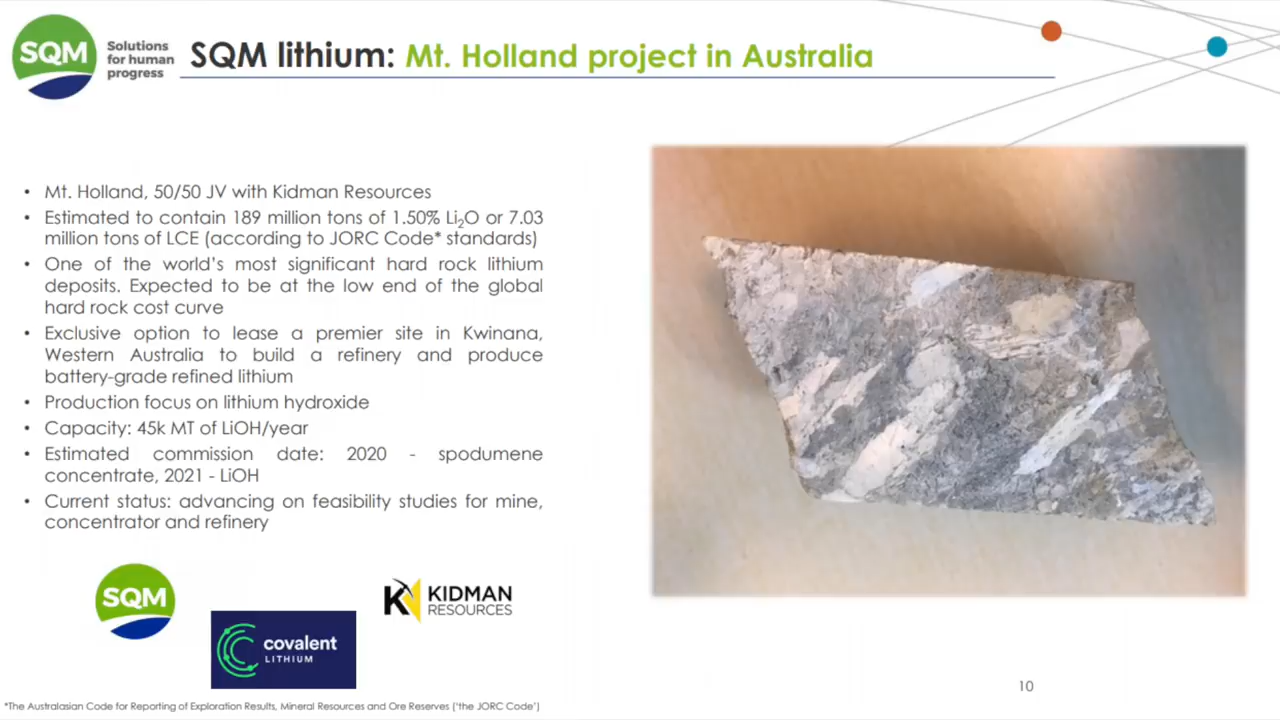 SQM
Solutions
for human
progress
SQM lithium: Mt. Holland project in Australia
• Mt. Holland, 50/50 JV with Kidman Resources
• Estimated to contain 189 million tons of 1.50% Li₂O or 7.03
million tons of LCE (according to JORC Code* standards)
• One of the world's most significant hard rock lithium
deposits. Expected to be at the low end of the global
hard rock cost curve
• Exclusive option to lease a premier site in Kwinana,
Western Australia to build a refinery and produce
battery-grade refined lithium
• Production focus on lithium hydroxide
• Capacity: 45k MT of LiOH/year
• Estimated commission date: 2020 - spodumene
concentrate, 2021 - LiOH
• Current status: advancing on feasibility studies for mine,
concentrator and refinery
SQM
KIDMAN
RESOURCES
covalent
LITHIUM
10
*The Australasian Code for Reporting of Exploration Results, Mineral Resources and Ore Reserves ('the JORC Code')